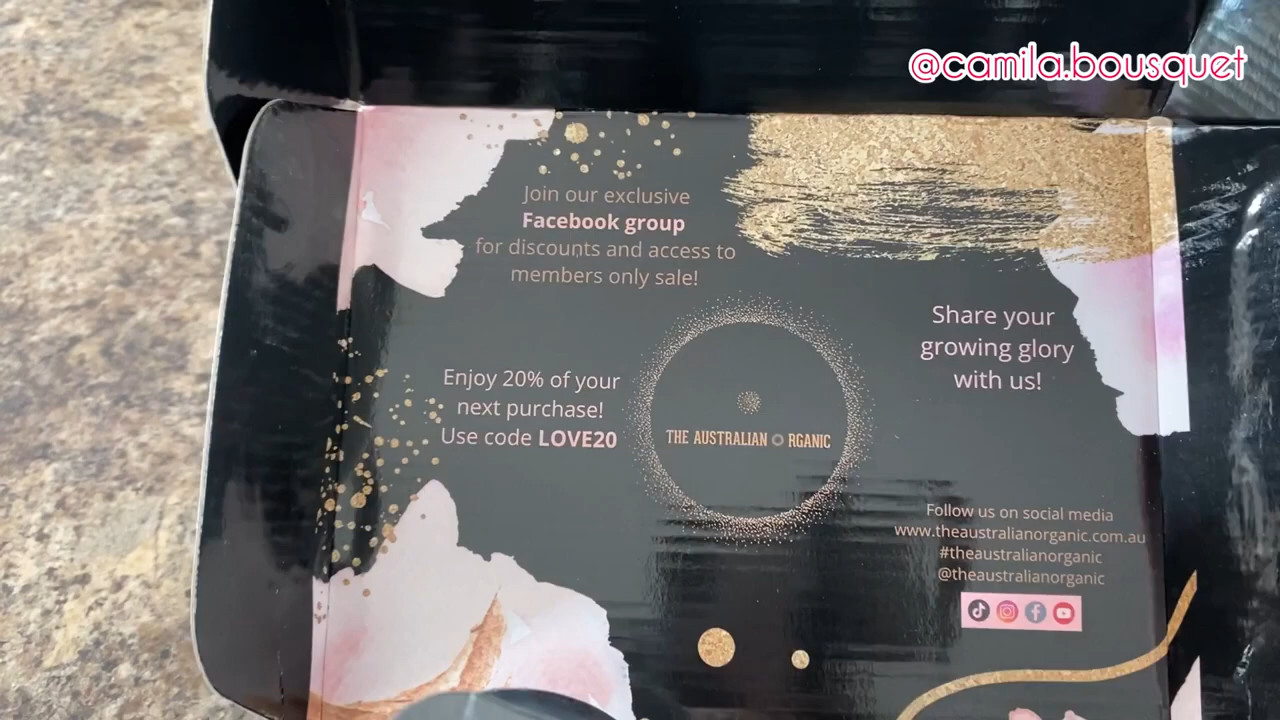 @camila.bousquet
Join our exclusive
Facebook group
for discounts and access to
members only sale!
Share your
growing glory
with us!
Enjoy 20% of your
next purchase!
Use code LOVE20
THE AUSTRALIAN RGANIC
Follow us on social media
www.theaustralianorganic.com.au
#theaustralianorganic
@theaustralianorganic